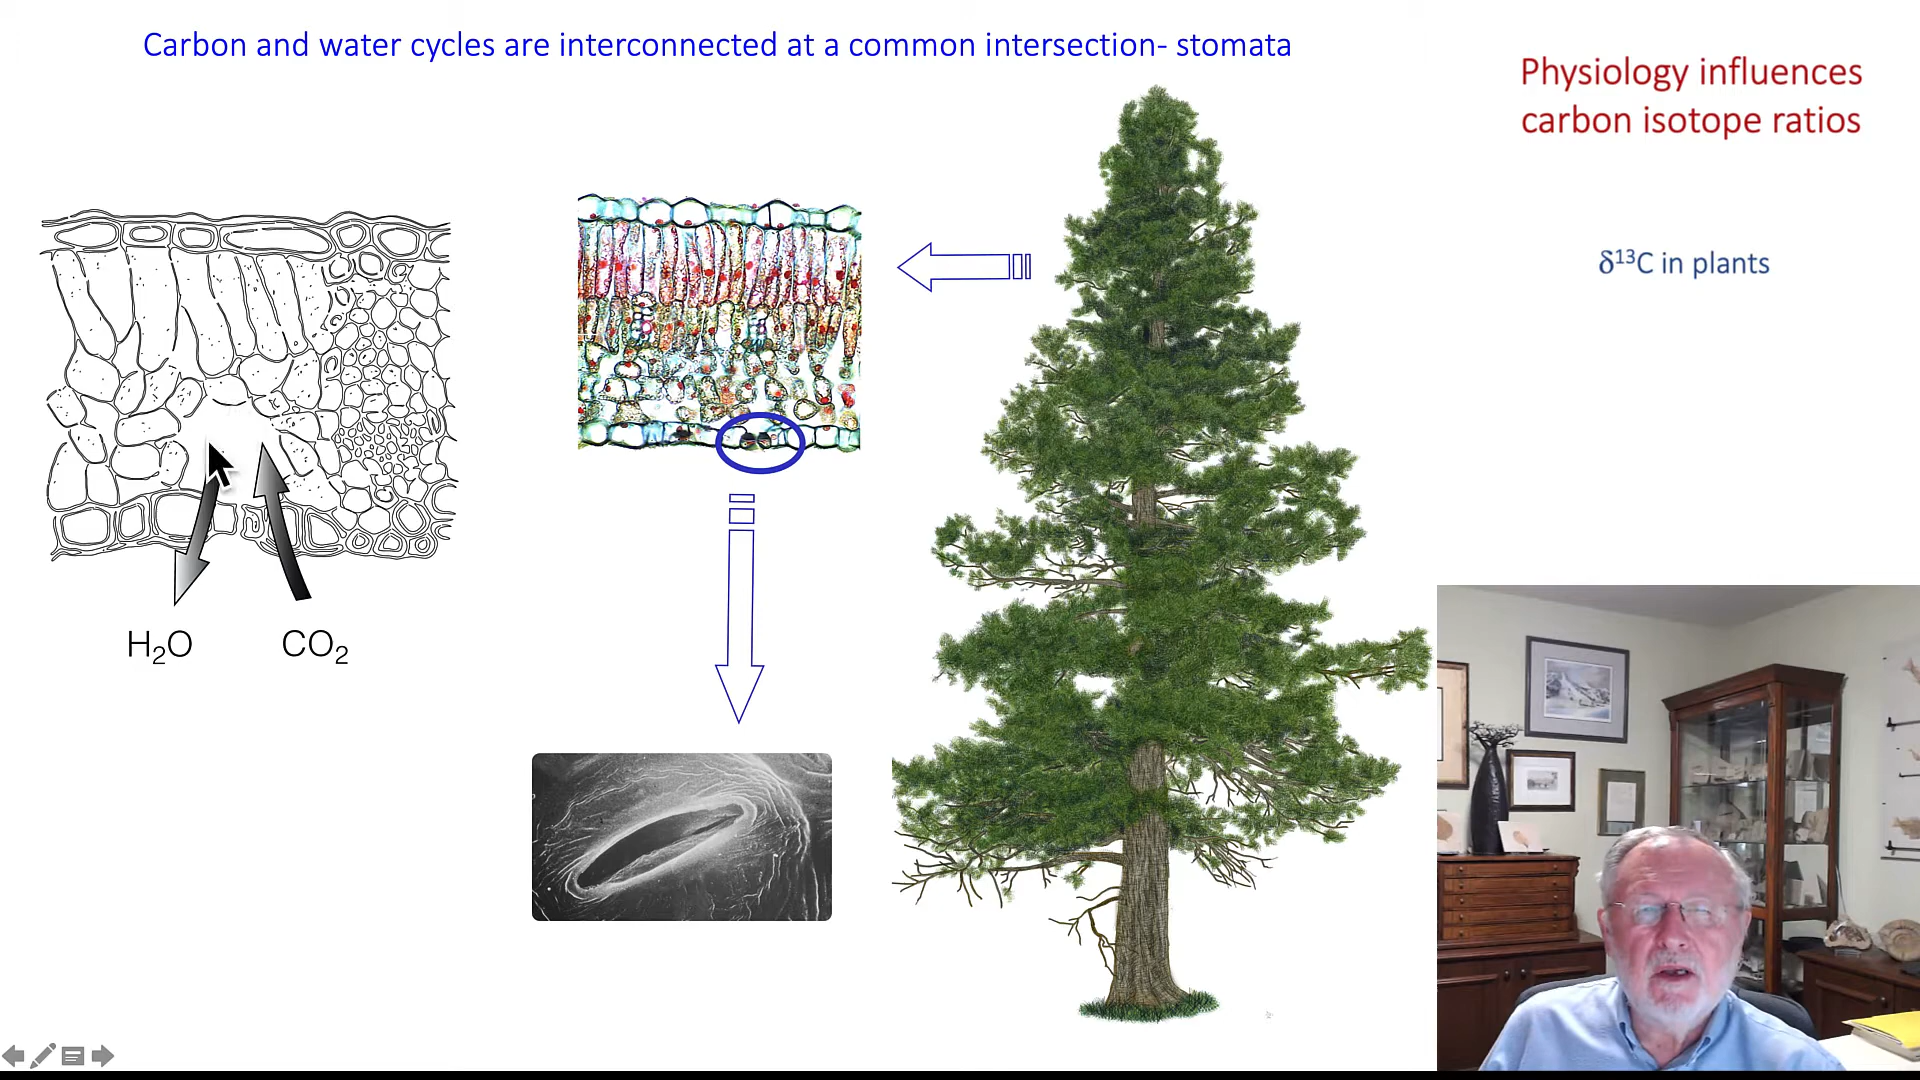 Carbon and water cycles are interconnected at a common intersection- stomata
Physiology influences
carbon isotope ratios
δ¹³C in plants
H₂O
CO₂